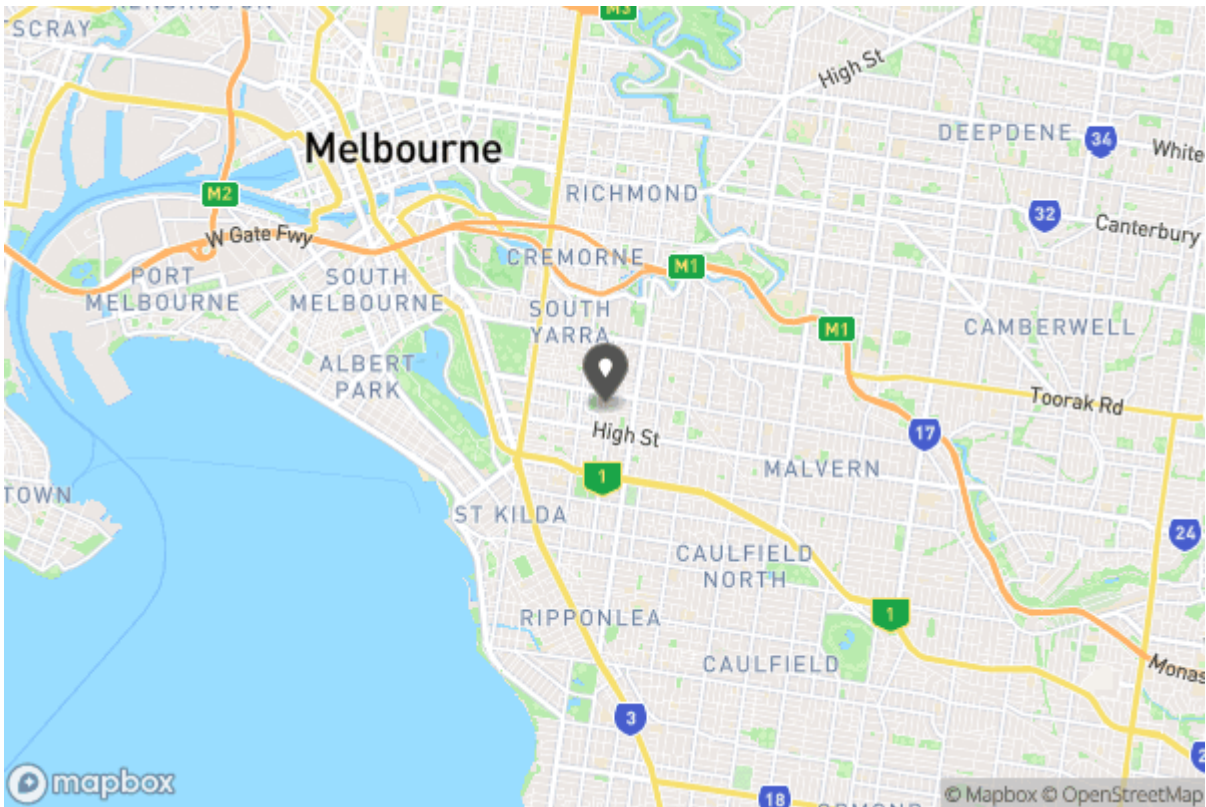 M3
TSCRAY
High St
DEEPDENE
34
White
Melbourne
M2
RICHMOND
32
Canterbury
W Gate Fwy
CREMORNE
M1
PORT
MELBOURNE
SOUTH
MELBOURNE
SOUTH
YARRA
M1
CAMBERWELL
ALBERT
PARK
Toorak Rd
High St
17
MALVERN
1
TOWN
ST KILDA
24
CAULFIELD
NORTH
RIPPONLEA
1
CAULFIELD
Monas
3
mapbox
18
© Mapbox © OpenStreetMap